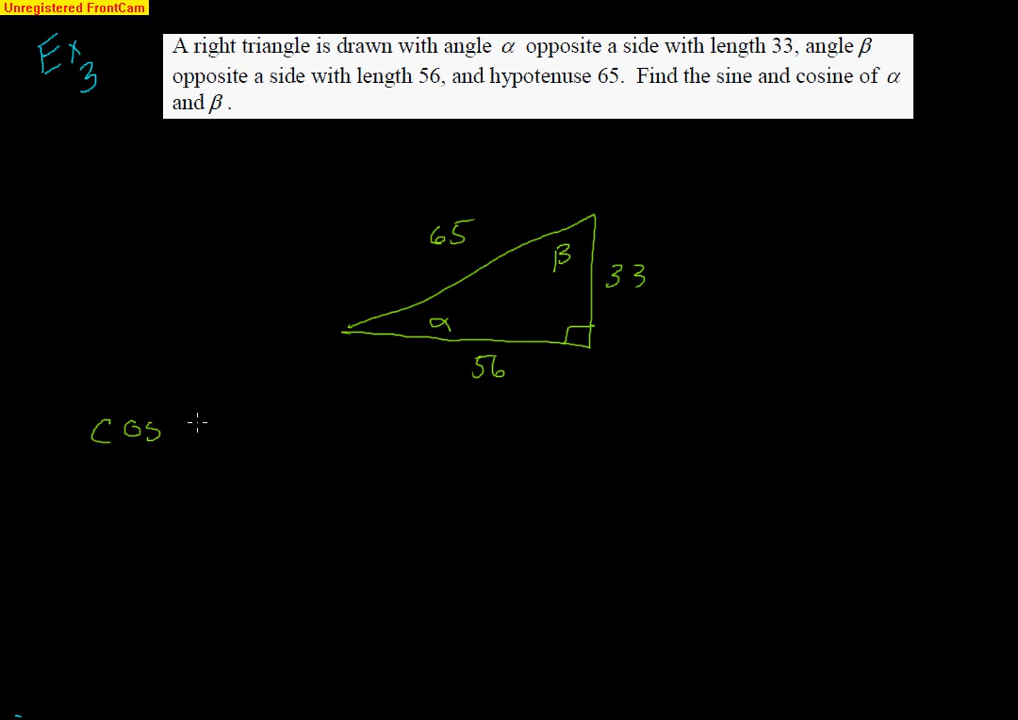 Unregistered FrontCam
Ex 3
A right triangle is drawn with angle α opposite a side with length 33, angle β
opposite a side with length 56, and hypotenuse 65. Find the sine and cosine of α
and β.
65
β
33
α
56
cos